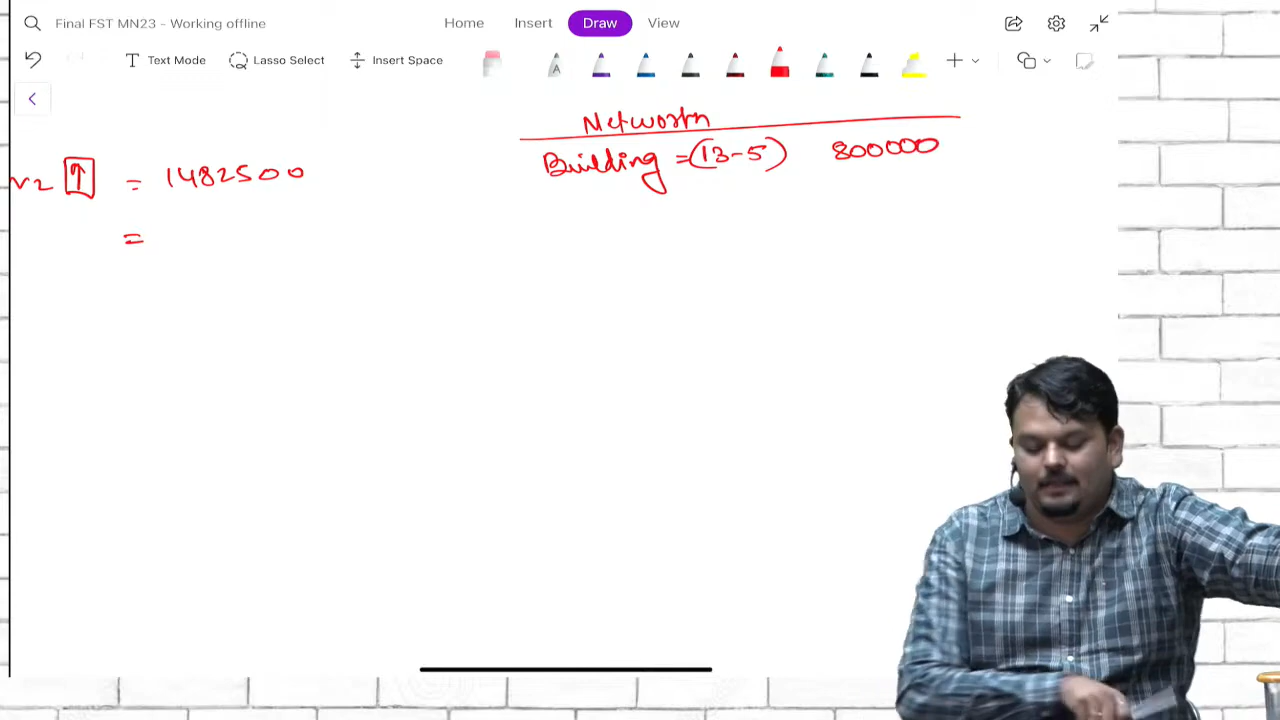 Final FST MN23 - Working offline
Home Insert Draw View
Text Mode Lasso Select Insert Space
A
Networth
Building = (13-5) 800000
= 1482500
=